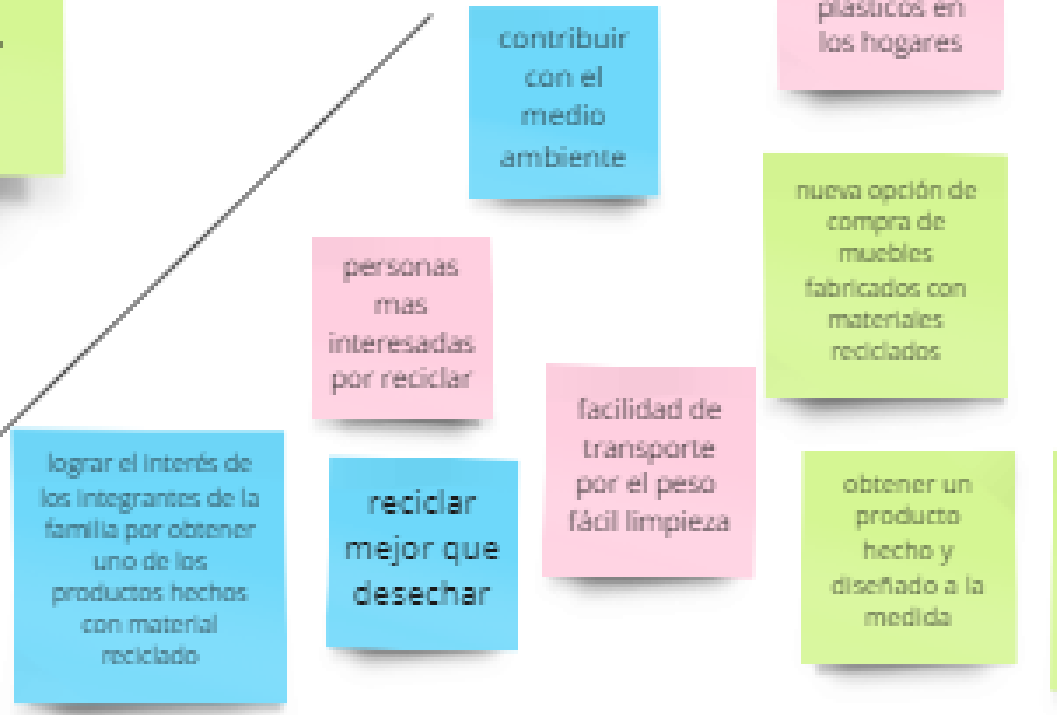 contribuir
con el
medio
ambiente
plásticos en
los hogares
nueva opción de
compra de
muebles
fabricados con
materiales
reciclados
personas
mas
interesadas
por reciclar
facilidad de
transporte
por el peso
fácil limpieza
lograr el interés de
los integrantes de la
familia por obtener
uno de los
productos hechos
con material
reciclado
reciclar
mejor que
desechar
obtener un
producto
hecho y
diseñado a la
medida